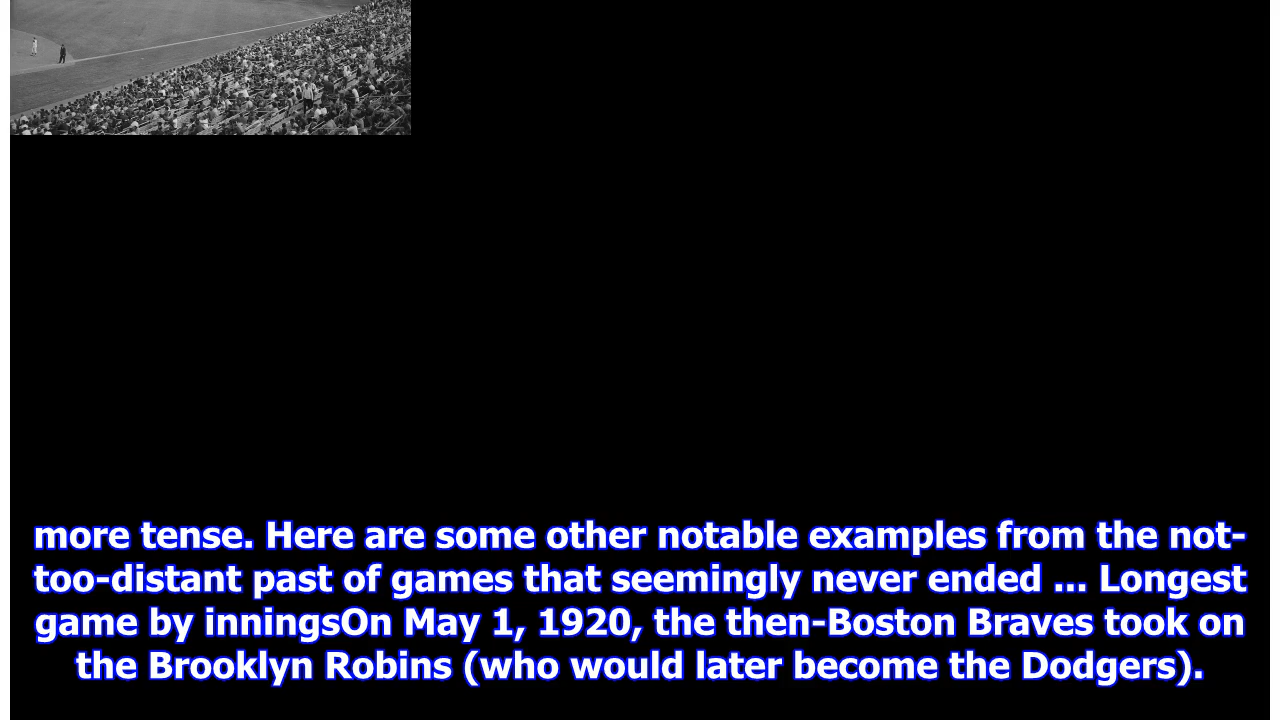 more tense. Here are some other notable examples from the not-
too-distant past of games that seemingly never ended ... Longest
game by inningsOn May 1, 1920, the then-Boston Braves took on
the Brooklyn Robins (who would later become the Dodgers).